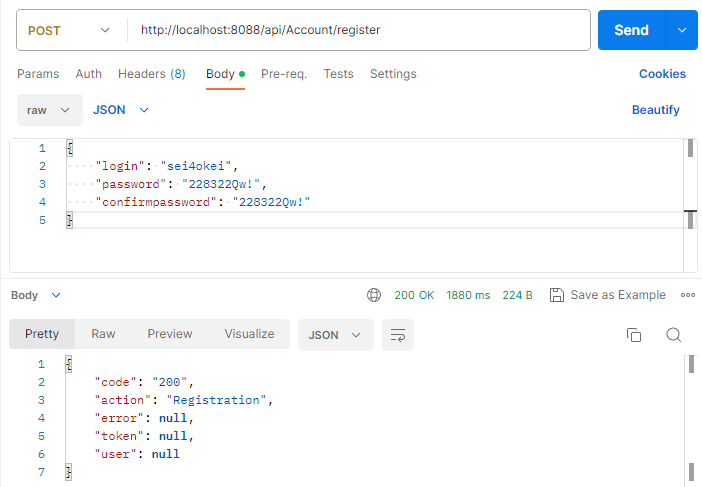 POST http://localhost:8088/api/Account/register Send
Params Auth Headers (8) Body Pre-req. Tests Settings Cookies
raw JSON Beautify
1 {
2 "login": "sei4okei",
3 "password": "228322Qw!",
4 "confirmpassword": "228322Qw!"
5 }
Body 200 OK 1880 ms 224 B Save as Example
Pretty Raw Preview Visualize JSON
1 {
2 "code": "200",
3 "action": "Registration",
4 "error": null,
5 "token": null,
6 "user": null
7 }